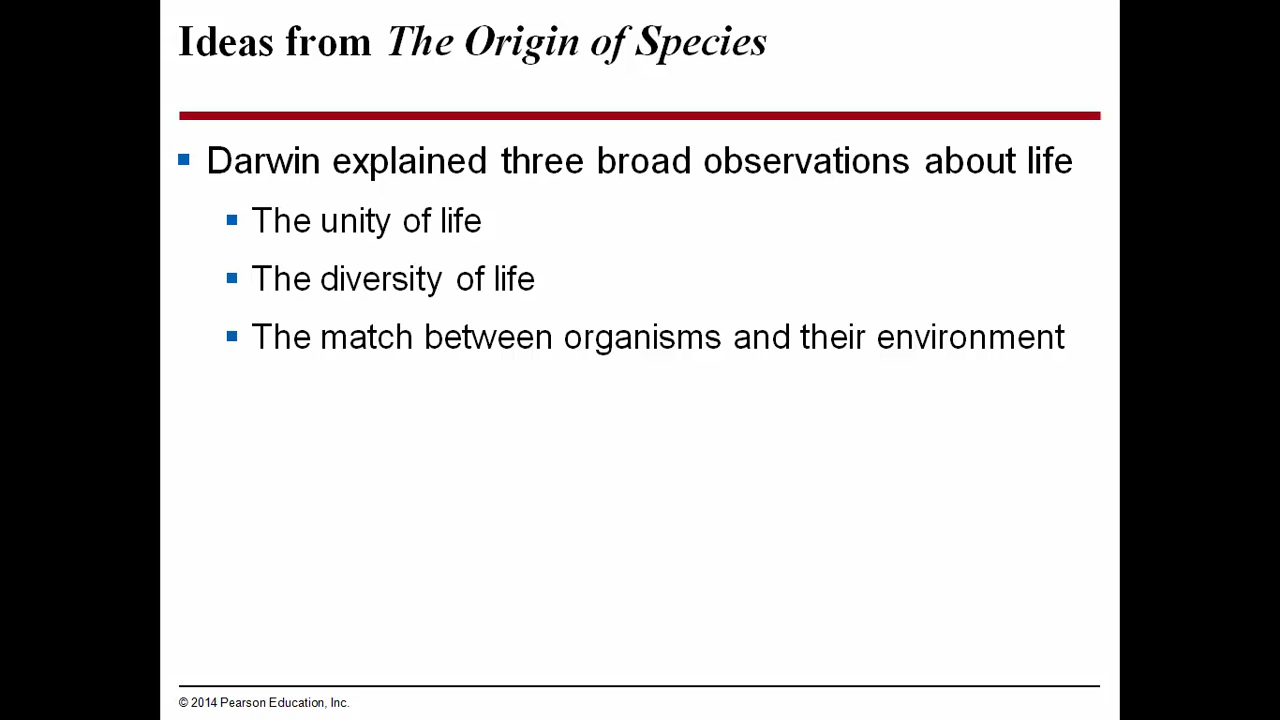 Ideas from The Origin of Species
Darwin explained three broad observations about life
The unity of life
The diversity of life
The match between organisms and their environment
© 2014 Pearson Education, Inc.